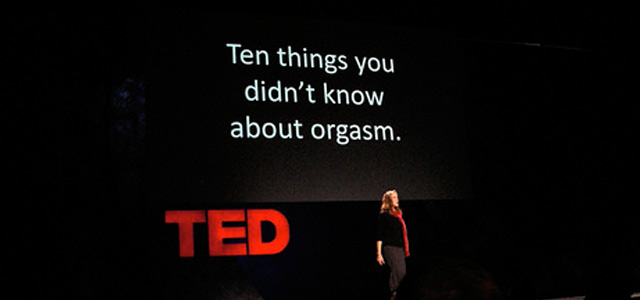 Ten things you
didn’t know
about orgasm.
TED